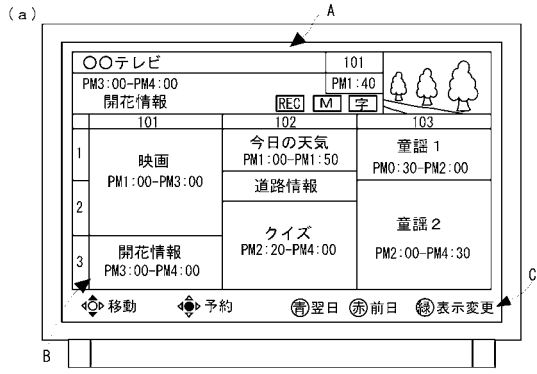 (a)
A
○○テレビ 101
PM3:00-PM4:00 PM1:40
開花情報 REC M 字
101 102 103
1 映画 PM1:00-PM3:00
今日の天気 PM1:00-PM1:50
童謡1 PM0:30-PM2:00
道路情報
2 クイズ PM2:20-PM4:00
童謡2 PM2:00-PM4:30
3 開花情報 PM3:00-PM4:00
移動 予約 青翌日 赤前日 緑表示変更
B
C